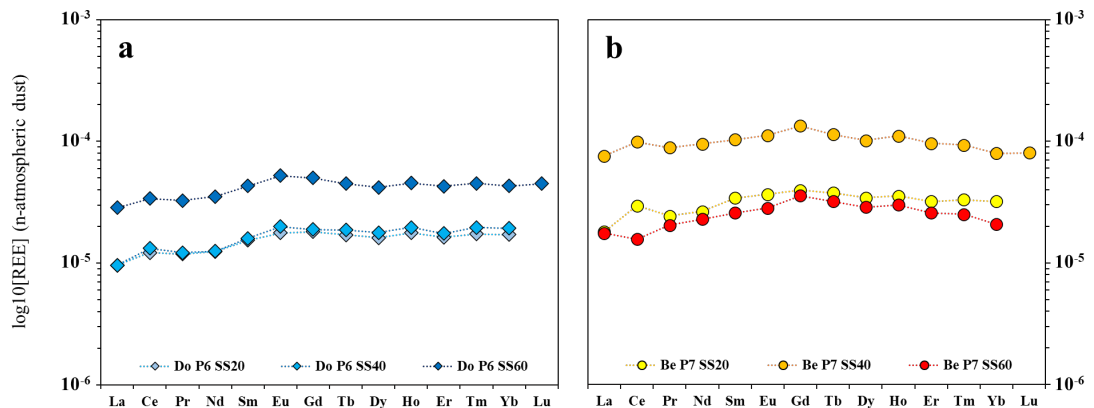 10-3
a
b
10-3
log10[REE] (n-atmospheric dust)
10-4
10-4
10-5
10-5
Do P6 SS20 Do P6 SS40 Do P6 SS60
Be P7 SS20 Be P7 SS40 Be P7 SS60
10-6
10-6
La Ce Pr Nd Sm Eu Gd Tb Dy Ho Er Tm Yb Lu
La Ce Pr Nd Sm Eu Gd Tb Dy Ho Er Tm Yb Lu